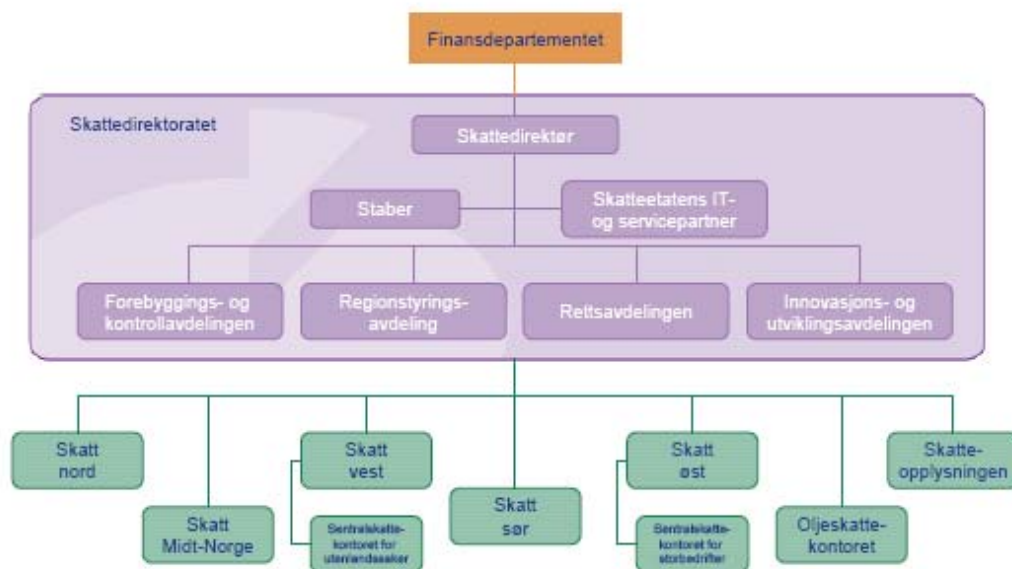 Finansdepartementet
Skattedirektoratet
Skattedirektør
Staber
Skatteetatens IT-
og servicepartner
Forebyggings- og
kontrollavdelingen
Regionstyrings-
avdeling
Rettsavdelingen
Innovasjons- og
utviklingsavdelingen
Skatt
nord
Skatt
Midt-Norge
Skatt
vest
Sentralskatte-
kontoret for
utenlandssaker
Skatt
sør
Skatt
øst
Sentralskatte-
kontoret for
storbedrifter
Oljeskatte-
kontoret
Skatte-
opplysningen